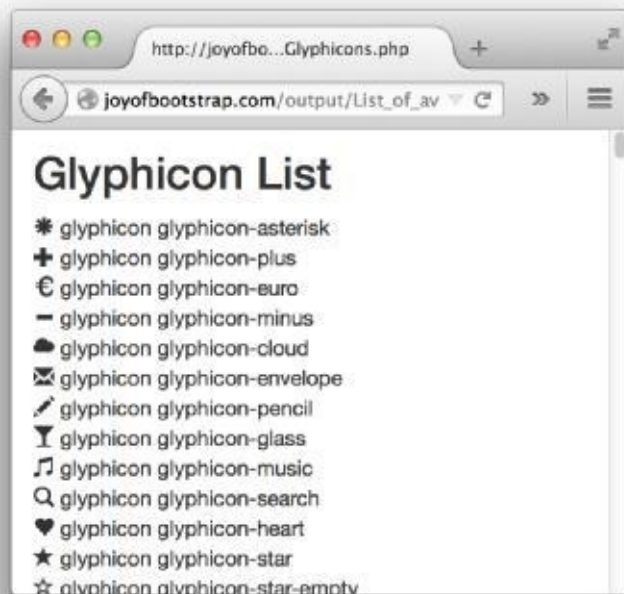 http://joyofbo...Glyphicons.php
joyofbootstrap.com/output/List_of_av
Glyphicon List
glyphicon glyphicon-asterisk
glyphicon glyphicon-plus
glyphicon glyphicon-euro
glyphicon glyphicon-minus
glyphicon glyphicon-cloud
glyphicon glyphicon-envelope
glyphicon glyphicon-pencil
glyphicon glyphicon-glass
glyphicon glyphicon-music
glyphicon glyphicon-search
glyphicon glyphicon-heart
glyphicon glyphicon-star
glyphicon glyphicon-star-empty